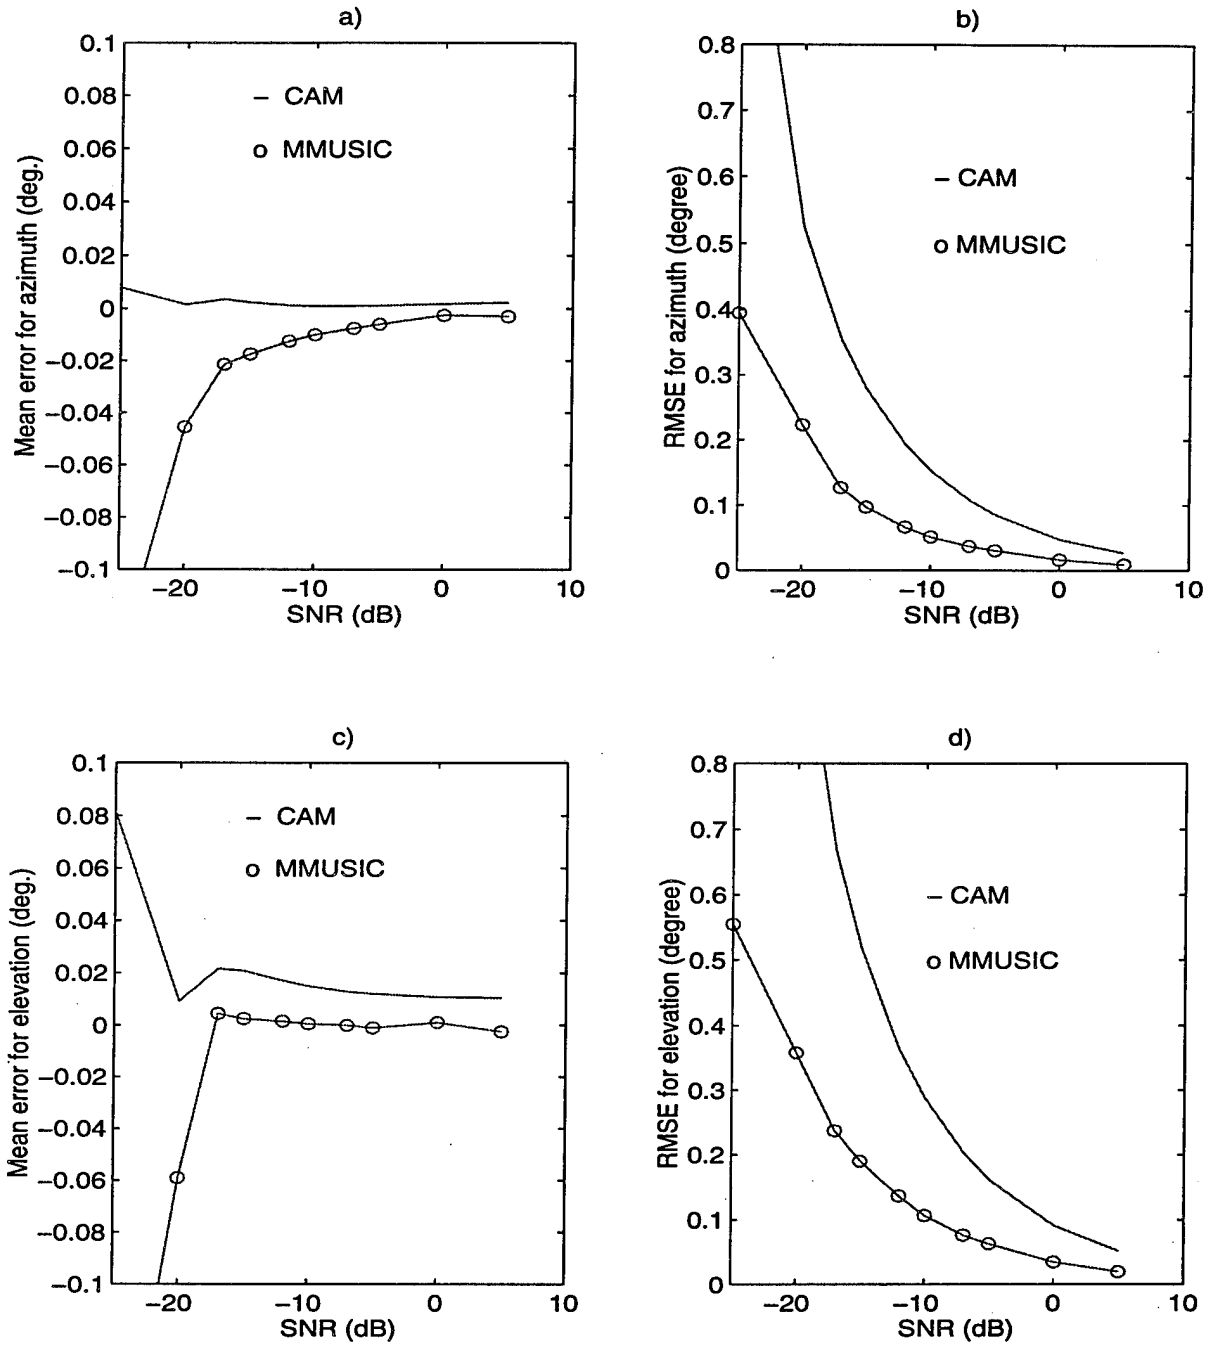 a)
0.1
0.08
0.06
0.04
0.02
0
−0.02
−0.04
−0.06
−0.08
−0.1
Mean error for azimuth (deg.)
– CAM
o MMUSIC
−20 −10 0 10
SNR (dB)
b)
0.8
0.7
0.6
0.5
0.4
0.3
0.2
0.1
0
RMSE for azimuth (degree)
– CAM
o MMUSIC
−20 −10 0 10
SNR (dB)
c)
0.1
0.08
0.06
0.04
0.02
0
−0.02
−0.04
−0.06
−0.08
−0.1
Mean error for elevation (deg.)
– CAM
o MMUSIC
−20 −10 0 10
SNR (dB)
d)
0.8
0.7
0.6
0.5
0.4
0.3
0.2
0.1
0
RMSE for elevation (degree)
– CAM
o MMUSIC
−20 −10 0 10
SNR (dB)